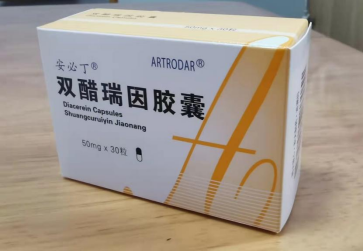 安必丁® ARTRODAR®
双醋瑞因胶囊
Diacerein Capsules
Shuangcuruiyin Jiaonang
50mg x 30粒